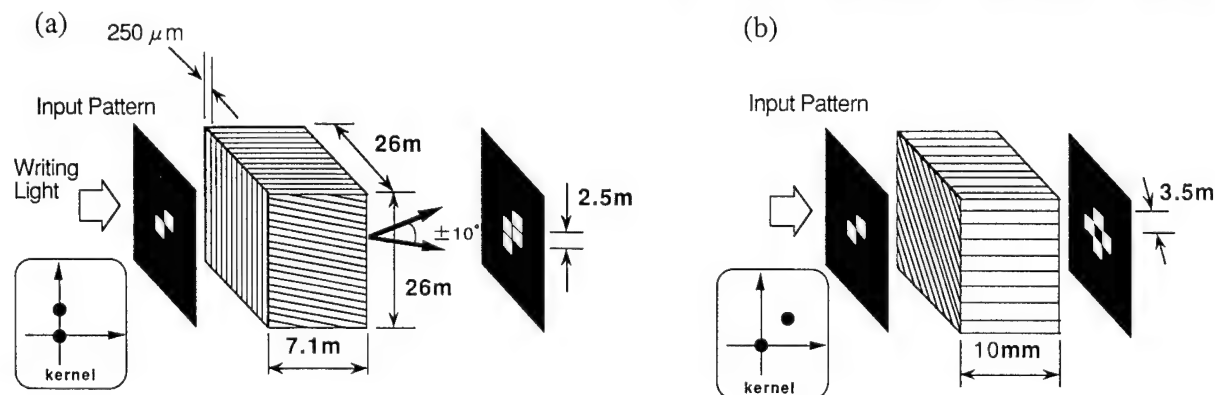 (a)
250 μm
Input Pattern
Writing
Light
26m
2.5m
±10°
26m
7.1m
kernel
(b)
Input Pattern
3.5m
10mm
kernel